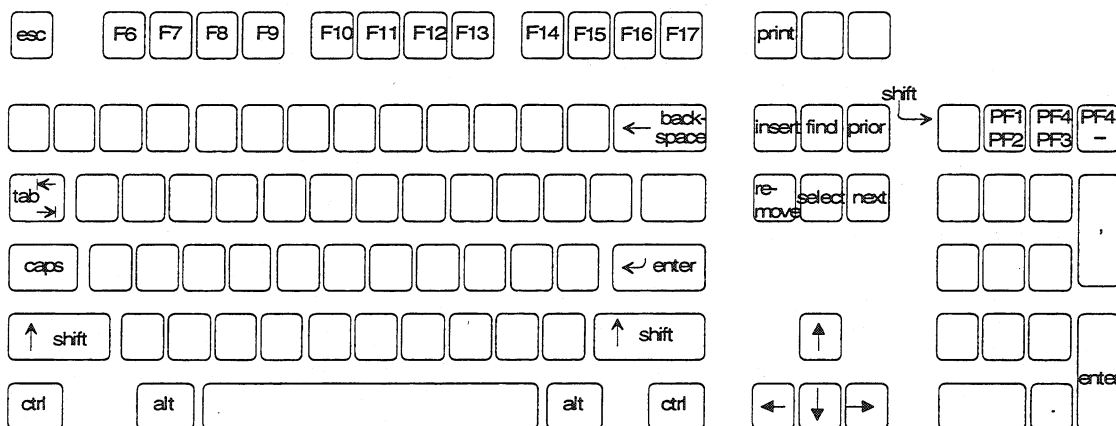 esc F6 F7 F8 F9 F10 F11 F12 F13 F14 F15 F16 F17 print
shift
back-
space
insert find prior
PF1 PF4 PF4
PF2 PF3 -
tab
re-
move select next
,
caps enter
shift shift
enter
ctrl alt alt ctrl .